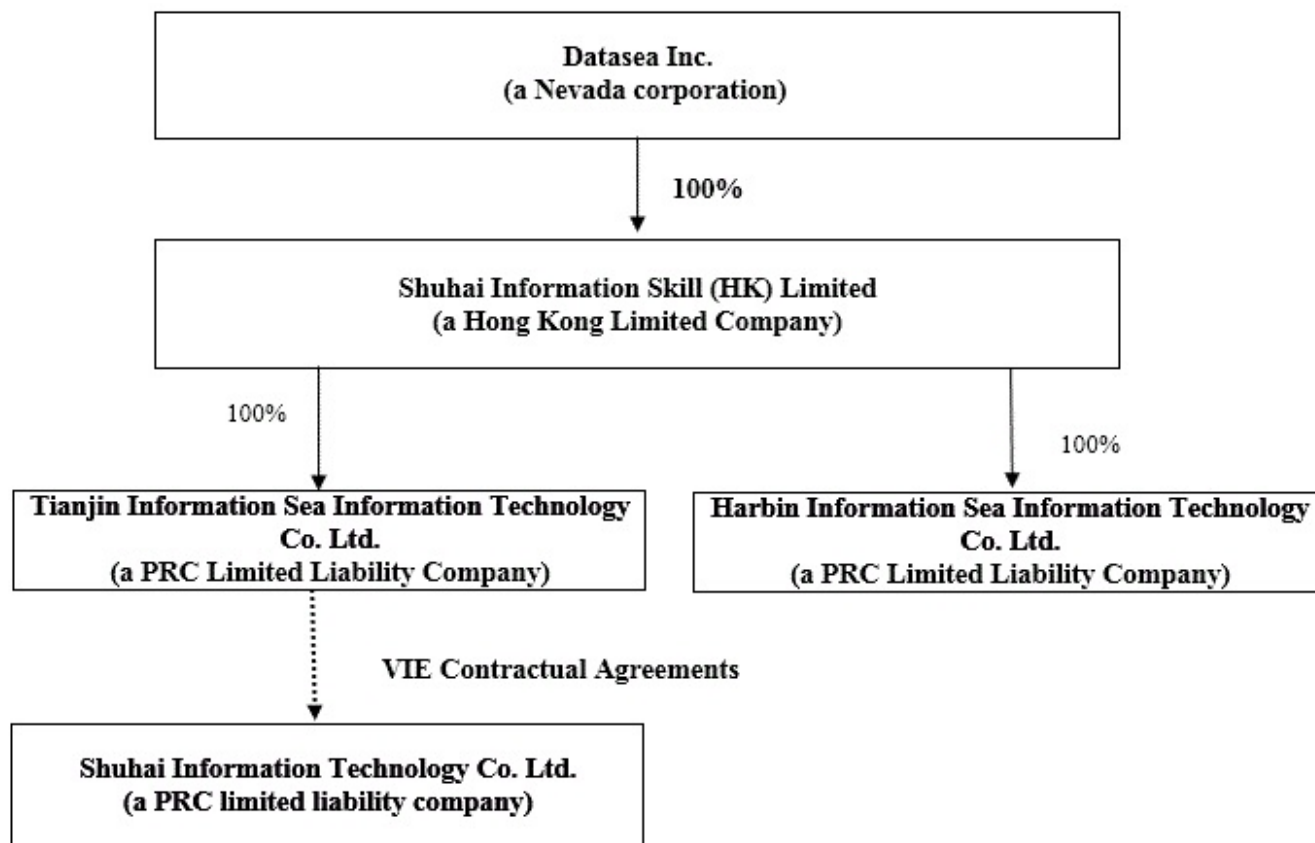 Datasea Inc.
(a Nevada corporation)
100%
Shuhai Information Skill (HK) Limited
(a Hong Kong Limited Company)
100%
100%
Tianjin Information Sea Information Technology
Co. Ltd.
(a PRC Limited Liability Company)
Harbin Information Sea Information Technology
Co. Ltd.
(a PRC Limited Liability Company)
VIE Contractual Agreements
Shuhai Information Technology Co. Ltd.
(a PRC limited liability company)